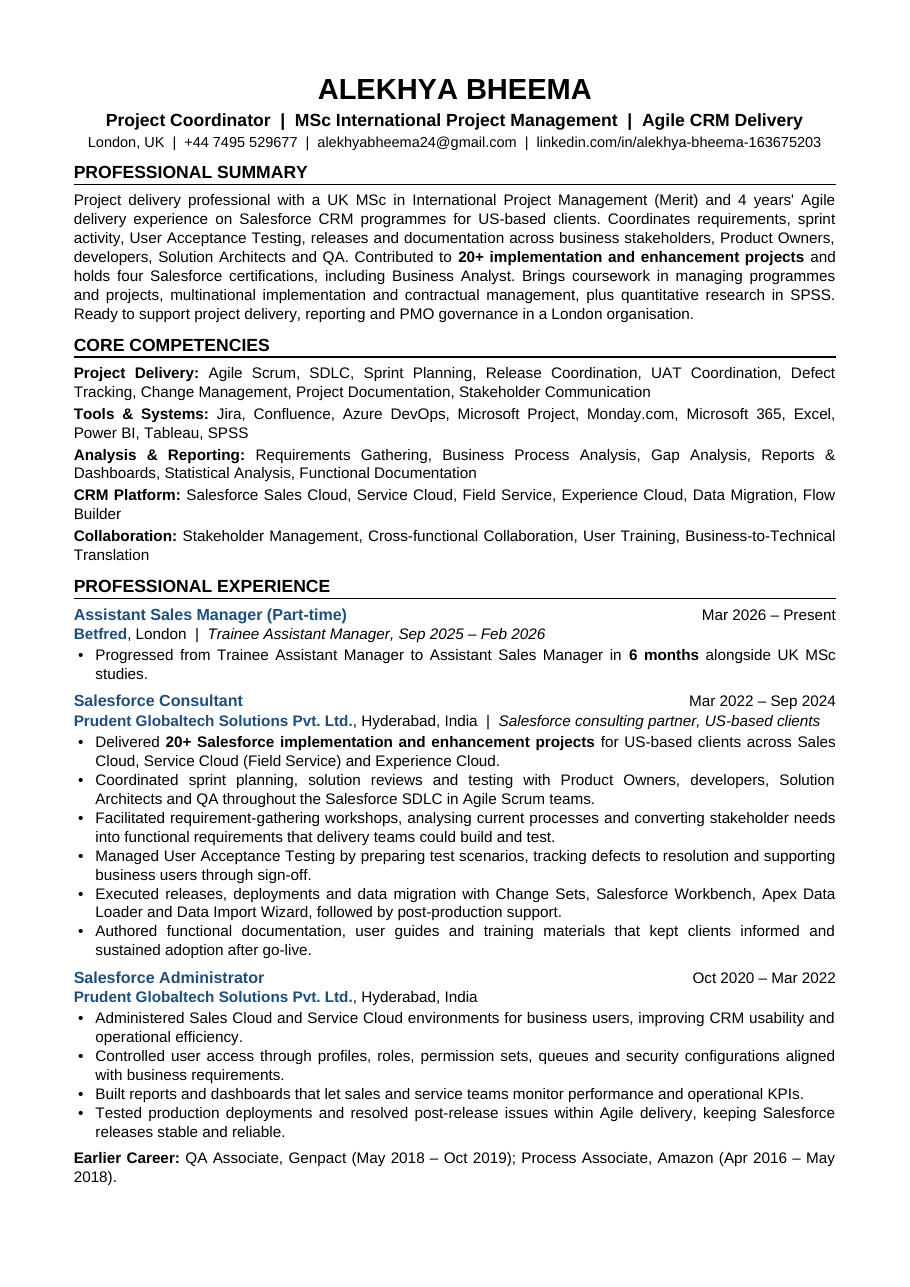 ALEKHYA BHEEMA
Project Coordinator | MSc International Project Management | Agile CRM Delivery
London, UK | +44 7495 529677 | alekhyabheema24@gmail.com | linkedin.com/in/alekhya-bheema-163675203
PROFESSIONAL SUMMARY
Project delivery professional with a UK MSc in International Project Management (Merit) and 4 years' Agile
delivery experience on Salesforce CRM programmes for US-based clients. Coordinates requirements, sprint
activity, User Acceptance Testing, releases and documentation across business stakeholders, Product Owners,
developers, Solution Architects and QA. Contributed to 20+ implementation and enhancement projects and
holds four Salesforce certifications, including Business Analyst. Brings coursework in managing programmes
and projects, multinational implementation and contractual management, plus quantitative research in SPSS.
Ready to support project delivery, reporting and PMO governance in a London organisation.
CORE COMPETENCIES
Project Delivery: Agile Scrum, SDLC, Sprint Planning, Release Coordination, UAT Coordination, Defect
Tracking, Change Management, Project Documentation, Stakeholder Communication
Tools & Systems: Jira, Confluence, Azure DevOps, Microsoft Project, Monday.com, Microsoft 365, Excel,
Power BI, Tableau, SPSS
Analysis & Reporting: Requirements Gathering, Business Process Analysis, Gap Analysis, Reports &
Dashboards, Statistical Analysis, Functional Documentation
CRM Platform: Salesforce Sales Cloud, Service Cloud, Field Service, Experience Cloud, Data Migration, Flow
Builder
Collaboration: Stakeholder Management, Cross-functional Collaboration, User Training, Business-to-Technical
Translation
PROFESSIONAL EXPERIENCE
Assistant Sales Manager (Part-time) Mar 2026 – Present
Betfred, London | Trainee Assistant Manager, Sep 2025 – Feb 2026
• Progressed from Trainee Assistant Manager to Assistant Sales Manager in 6 months alongside UK MSc
studies.
Salesforce Consultant Mar 2022 – Sep 2024
Prudent Globaltech Solutions Pvt. Ltd., Hyderabad, India | Salesforce consulting partner, US-based clients
• Delivered 20+ Salesforce implementation and enhancement projects for US-based clients across Sales
Cloud, Service Cloud (Field Service) and Experience Cloud.
• Coordinated sprint planning, solution reviews and testing with Product Owners, developers, Solution
Architects and QA throughout the Salesforce SDLC in Agile Scrum teams.
• Facilitated requirement-gathering workshops, analysing current processes and converting stakeholder needs
into functional requirements that delivery teams could build and test.
• Managed User Acceptance Testing by preparing test scenarios, tracking defects to resolution and supporting
business users through sign-off.
• Executed releases, deployments and data migration with Change Sets, Salesforce Workbench, Apex Data
Loader and Data Import Wizard, followed by post-production support.
• Authored functional documentation, user guides and training materials that kept clients informed and
sustained adoption after go-live.
Salesforce Administrator Oct 2020 – Mar 2022
Prudent Globaltech Solutions Pvt. Ltd., Hyderabad, India
• Administered Sales Cloud and Service Cloud environments for business users, improving CRM usability and
operational efficiency.
• Controlled user access through profiles, roles, permission sets, queues and security configurations aligned
with business requirements.
• Built reports and dashboards that let sales and service teams monitor performance and operational KPIs.
• Tested production deployments and resolved post-release issues within Agile delivery, keeping Salesforce
releases stable and reliable.
Earlier Career: QA Associate, Genpact (May 2018 – Oct 2019); Process Associate, Amazon (Apr 2016 – May
2018).